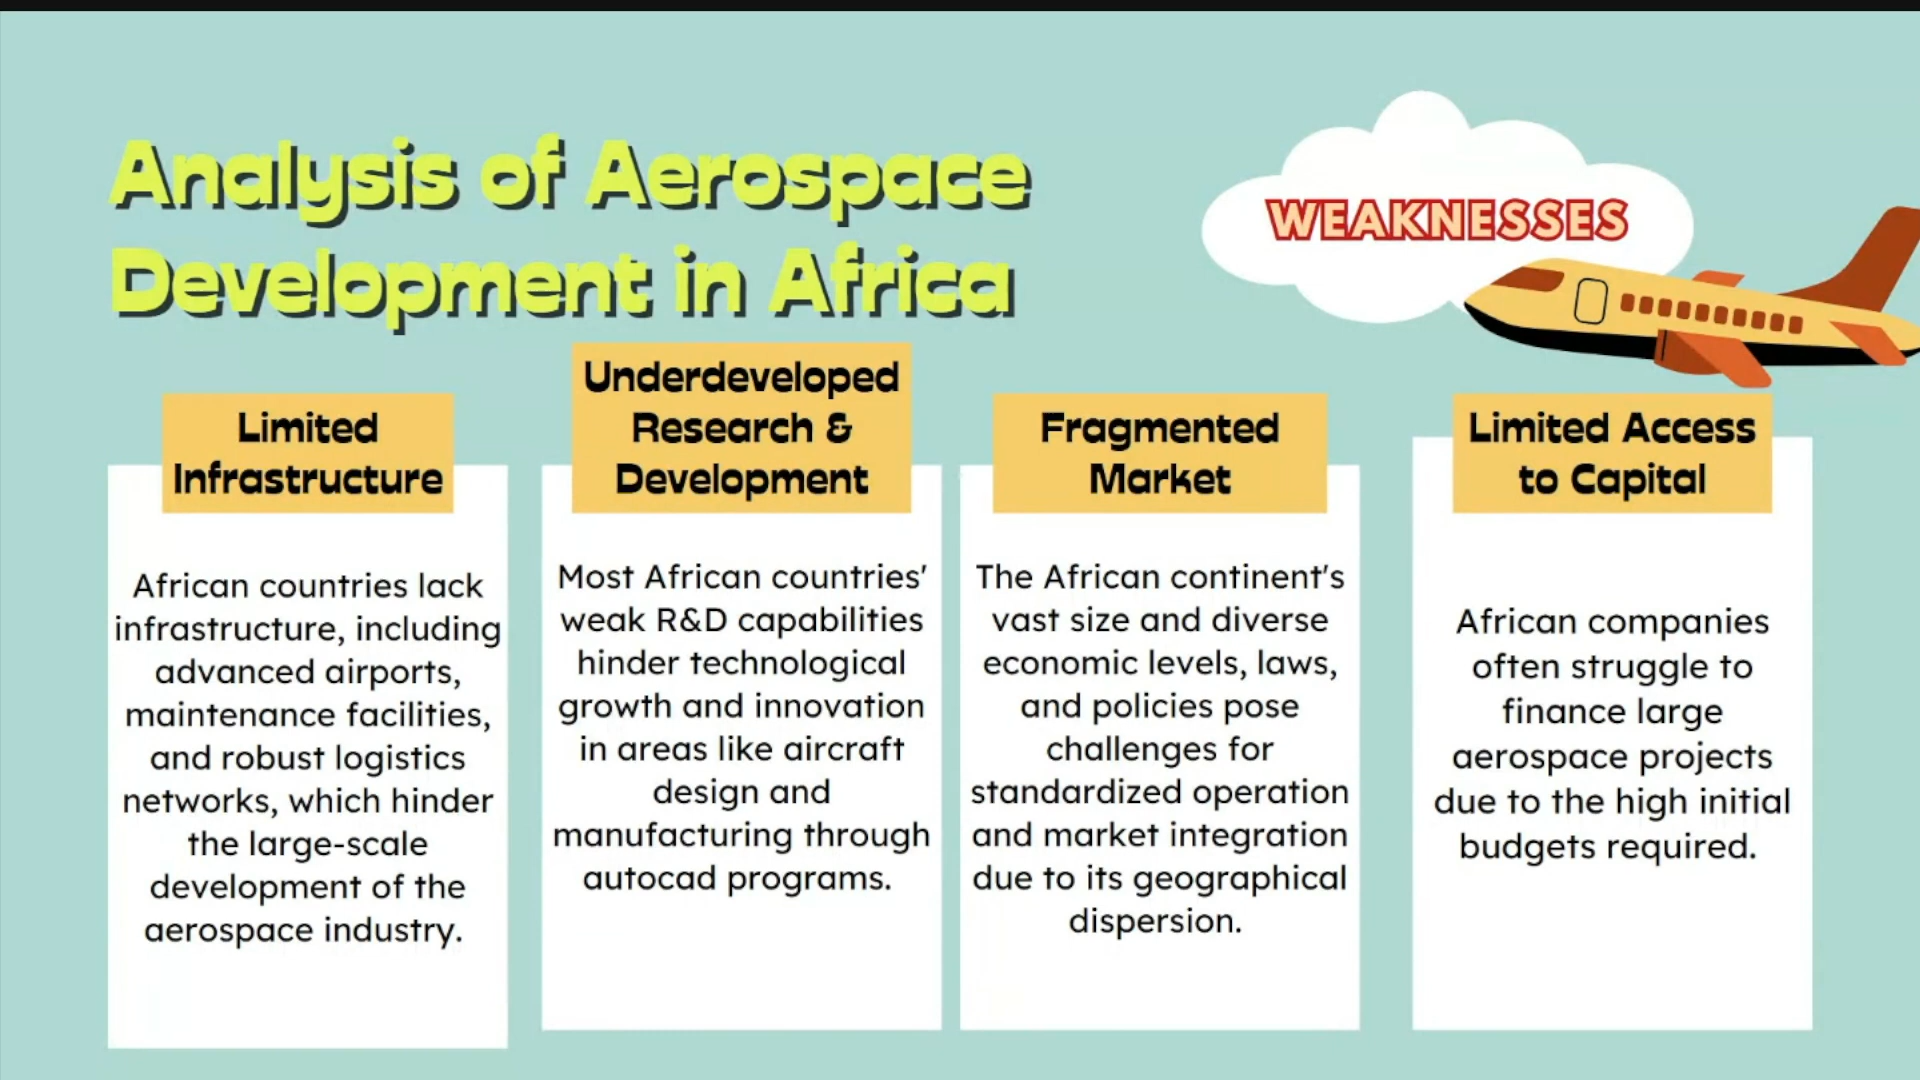 Analysis of Aerospace
Development in Africa
WEAKNESSES
Limited
Infrastructure
African countries lack
infrastructure, including
advanced airports,
maintenance facilities,
and robust logistics
networks, which hinder
the large-scale
development of the
aerospace industry.
Underdeveloped
Research &
Development
Most African countries'
weak R&D capabilities
hinder technological
growth and innovation
in areas like aircraft
design and
manufacturing through
autocad programs.
Fragmented
Market
The African continent's
vast size and diverse
economic levels, laws,
and policies pose
challenges for
standardized operation
and market integration
due to its geographical
dispersion.
Limited Access
to Capital
African companies
often struggle to
finance large
aerospace projects
due to the high initial
budgets required.